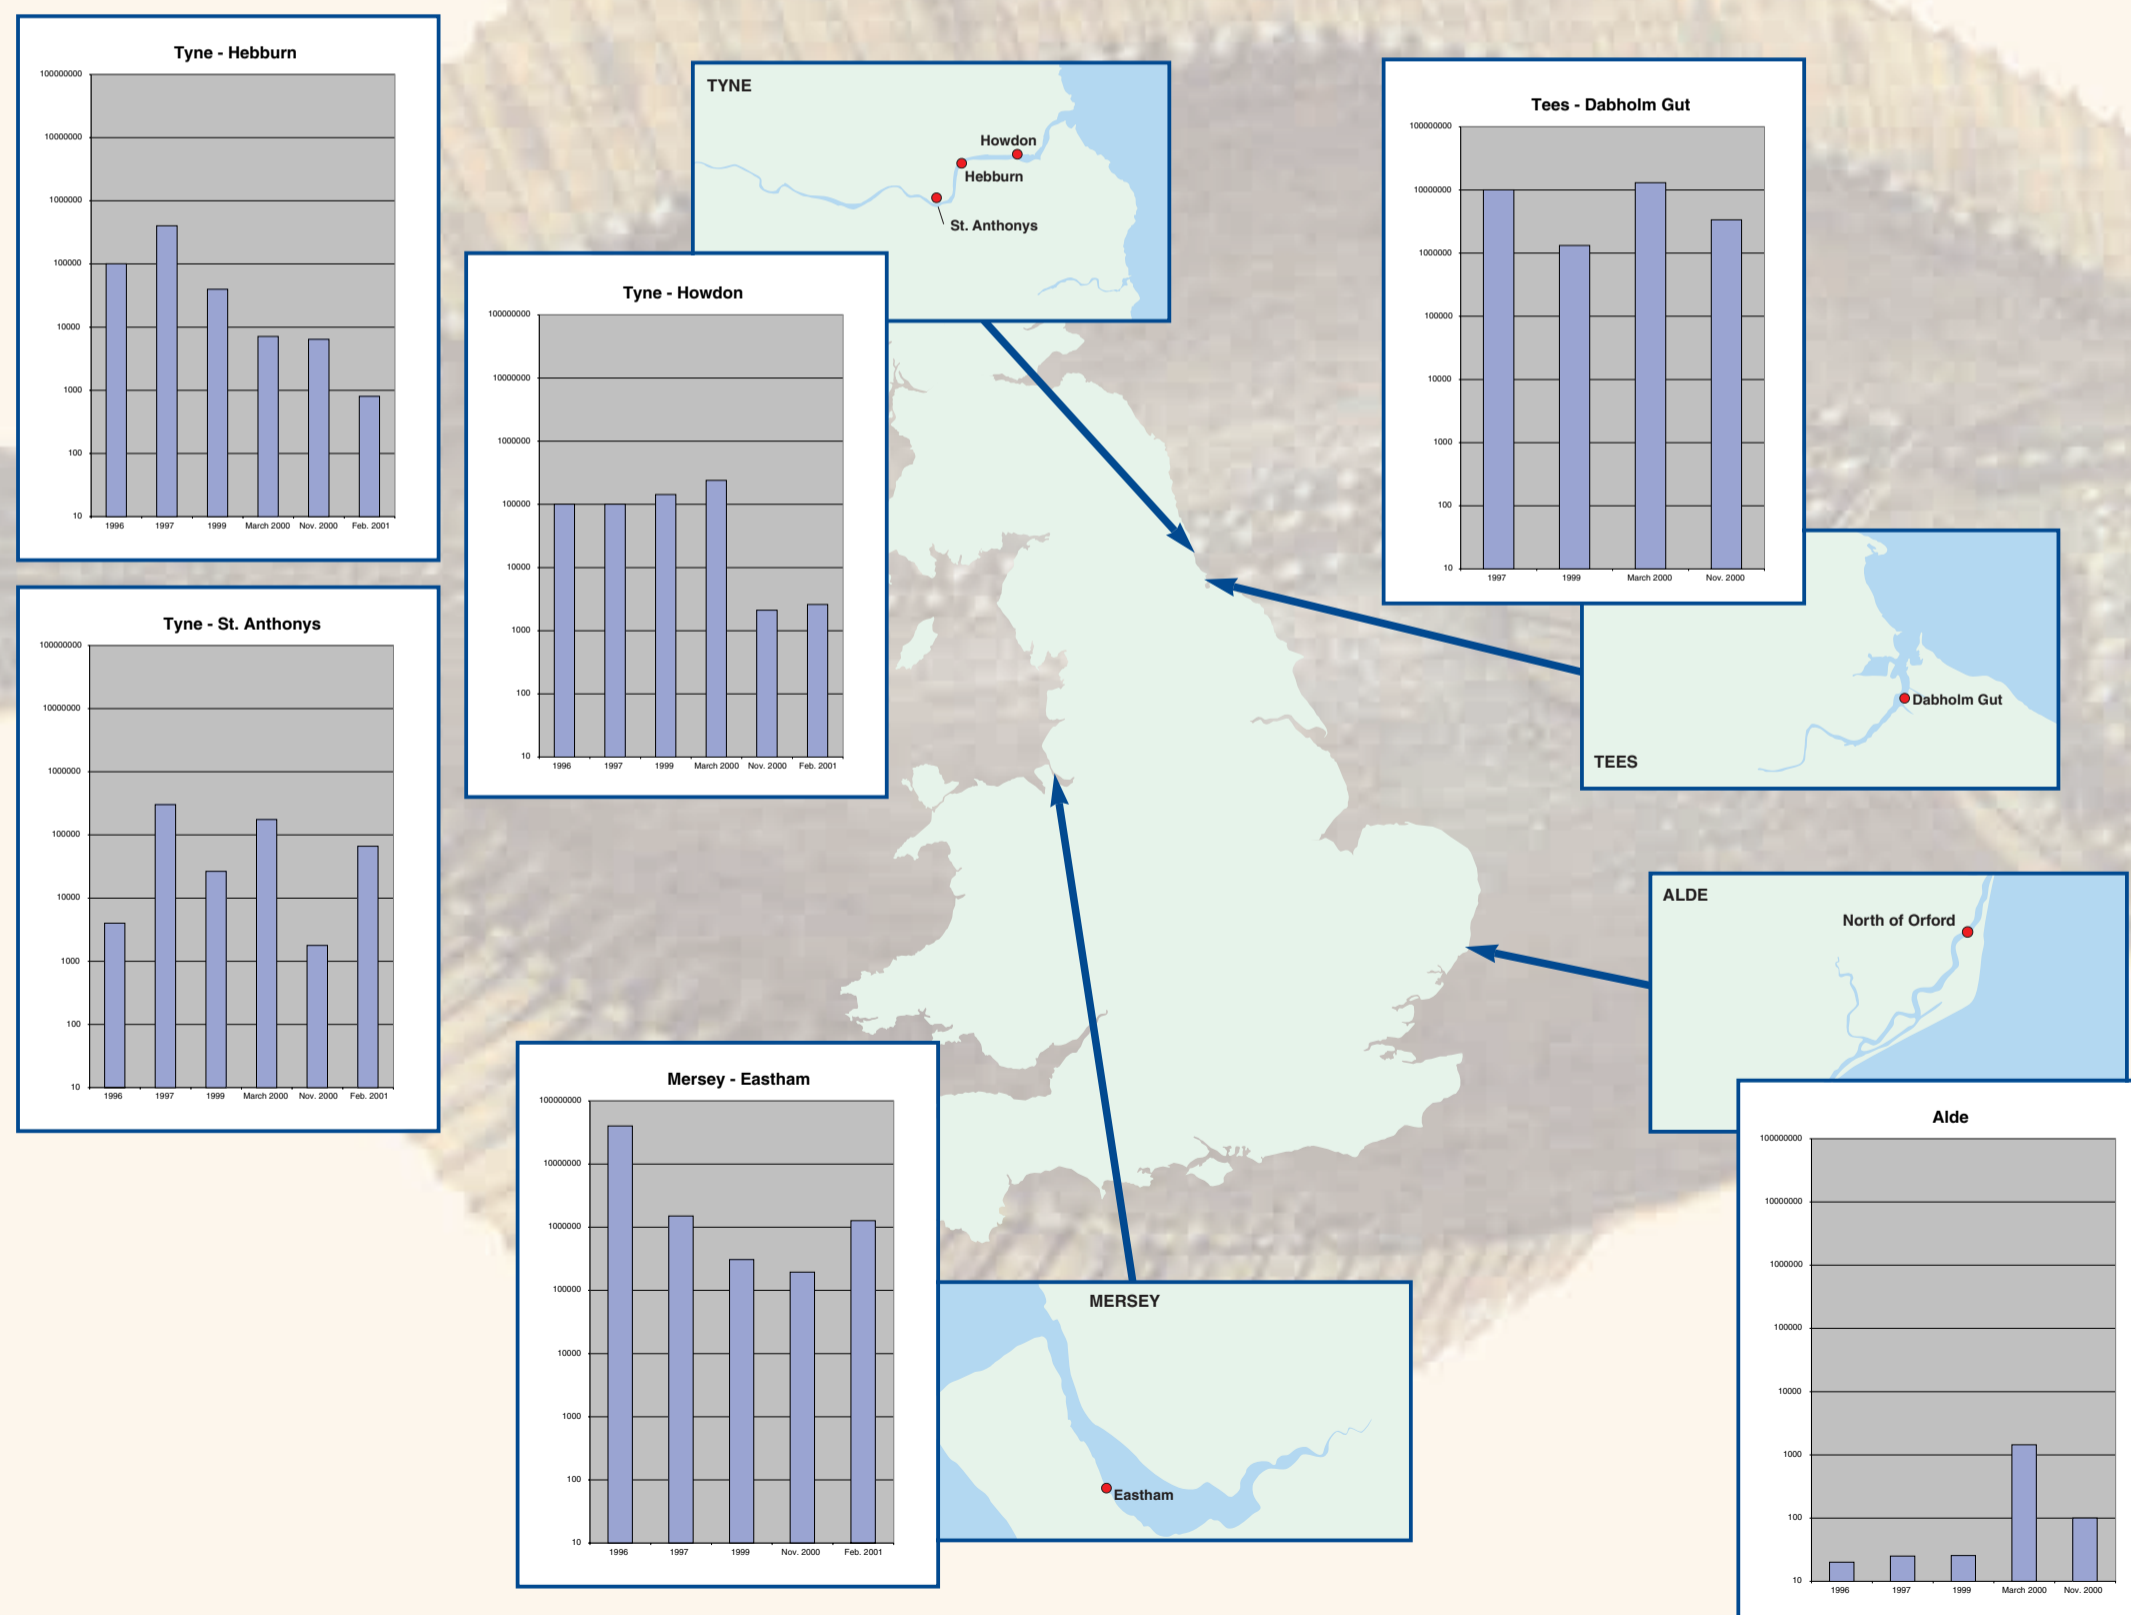 Tyne - Hebburn
100000000
10000000
1000000
100000
10000
1000
100
10
1996 1997 1999 March 2000 Nov. 2000 Feb. 2001
TYNE
Howdon
Hebburn
St. Anthonys
Tees - Dabholm Gut
100000000
10000000
1000000
100000
10000
1000
100
10
1997 1999 March 2000 Nov. 2000
Tyne - Howdon
100000000
10000000
1000000
100000
10000
1000
100
10
1996 1997 1999 March 2000 Nov. 2000 Feb. 2001
Dabholm Gut
TEES
Tyne - St. Anthonys
100000000
10000000
1000000
100000
10000
1000
100
10
1996 1997 1999 March 2000 Nov. 2000 Feb. 2001
ALDE
North of Orford
Mersey - Eastham
100000000
10000000
1000000
100000
10000
1000
100
10
1996 1997 1999 Nov. 2000 Feb. 2001
MERSEY
Eastham
Alde
100000000
10000000
1000000
100000
10000
1000
100
10
1996 1997 1999 March 2000 Nov. 2000